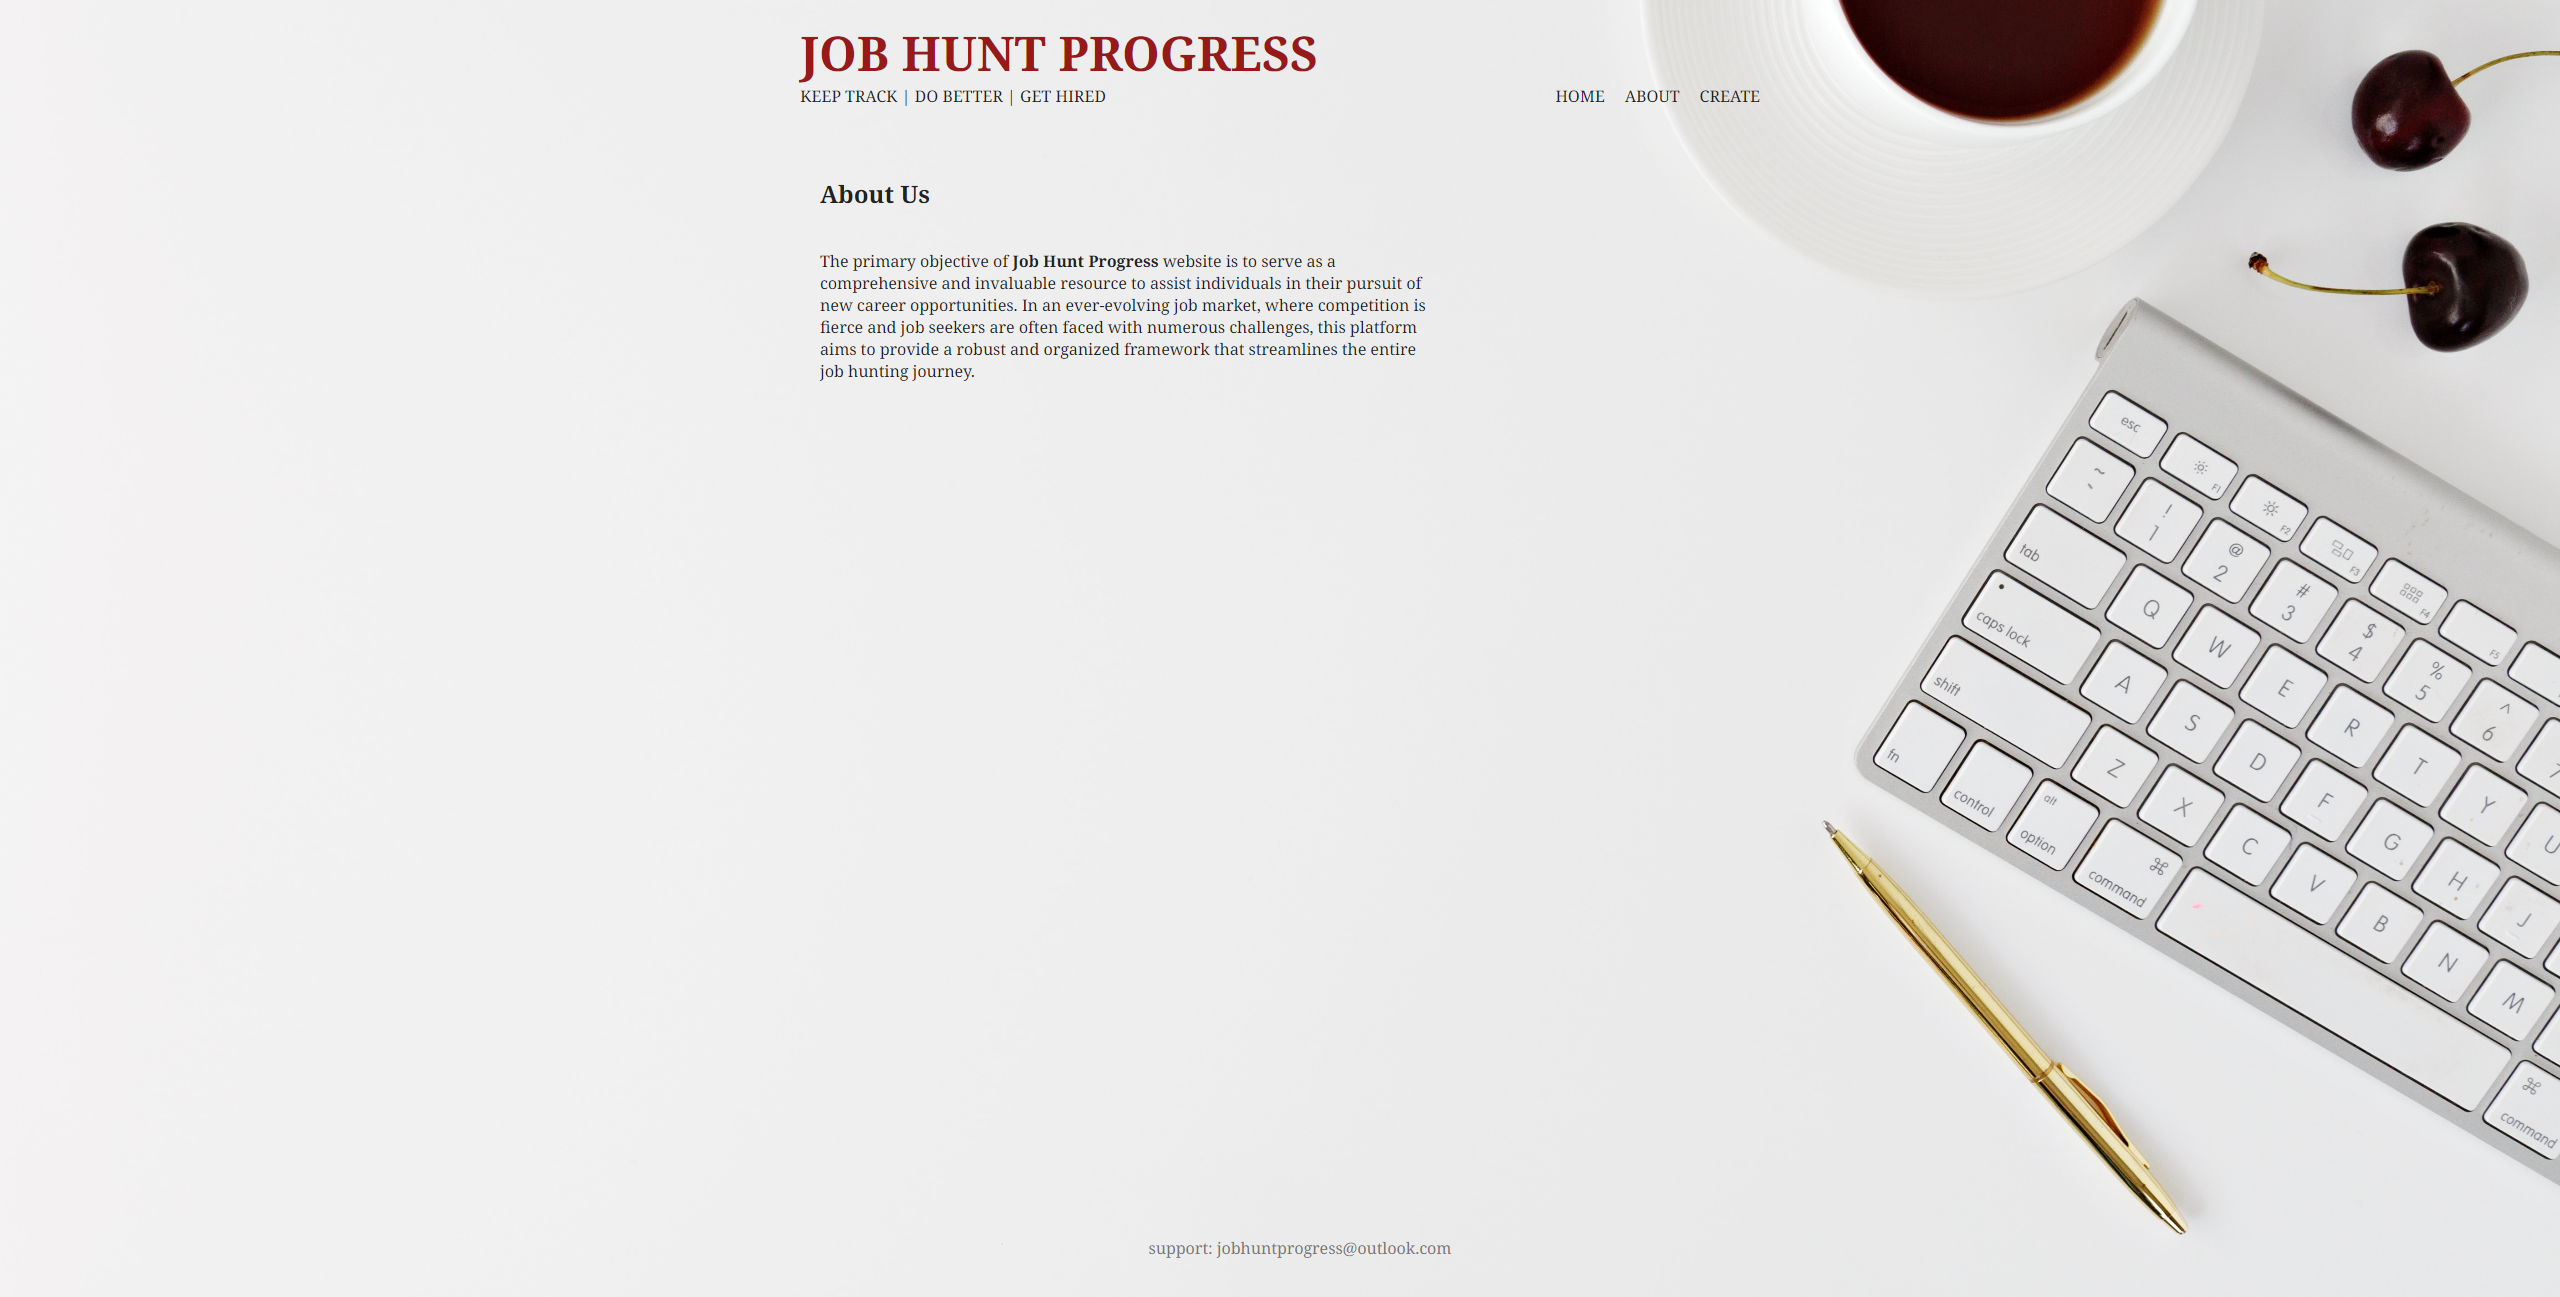 JOB HUNT PROGRESS
KEEP TRACK | DO BETTER | GET HIRED
HOME ABOUT CREATE
About Us
The primary objective of Job Hunt Progress website is to serve as a
comprehensive and invaluable resource to assist individuals in their pursuit of
new career opportunities. In an ever-evolving job market, where competition is
fierce and job seekers are often faced with numerous challenges, this platform
aims to provide a robust and organized framework that streamlines the entire
job hunting journey.
esc F1 F2 F3 F4 F5
~ ` ! 1 @ 2 # 3 $ 4 % 5 ^ 6 7
tab Q W E R T Y U
caps lock A S D F G H J
shift Z X C V B N M
fn control alt option ⌘ command ⌘ command
support: jobhuntprogress@outlook.com